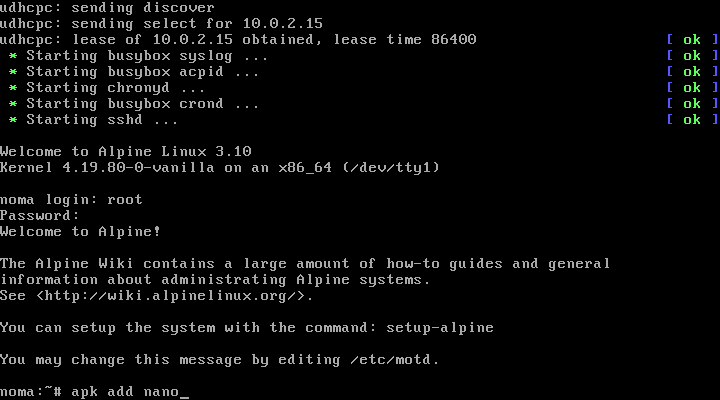 udhcpc: sending discover
udhcpc: sending select for 10.0.2.15
udhcpc: lease of 10.0.2.15 obtained, lease time 86400 [ ok ]
* Starting busybox syslog ... [ ok ]
* Starting busybox acpid ... [ ok ]
* Starting chronyd ... [ ok ]
* Starting busybox crond ... [ ok ]
* Starting sshd ... [ ok ]
Welcome to Alpine Linux 3.10
Kernel 4.19.80-0-vanilla on an x86_64 (/dev/tty1)
noma login: root
Password:
Welcome to Alpine!
The Alpine Wiki contains a large amount of how-to guides and general
information about administrating Alpine systems.
See <http://wiki.alpinelinux.org/>.
You can setup the system with the command: setup-alpine
You may change this message by editing /etc/motd.
noma:~# apk add nano_